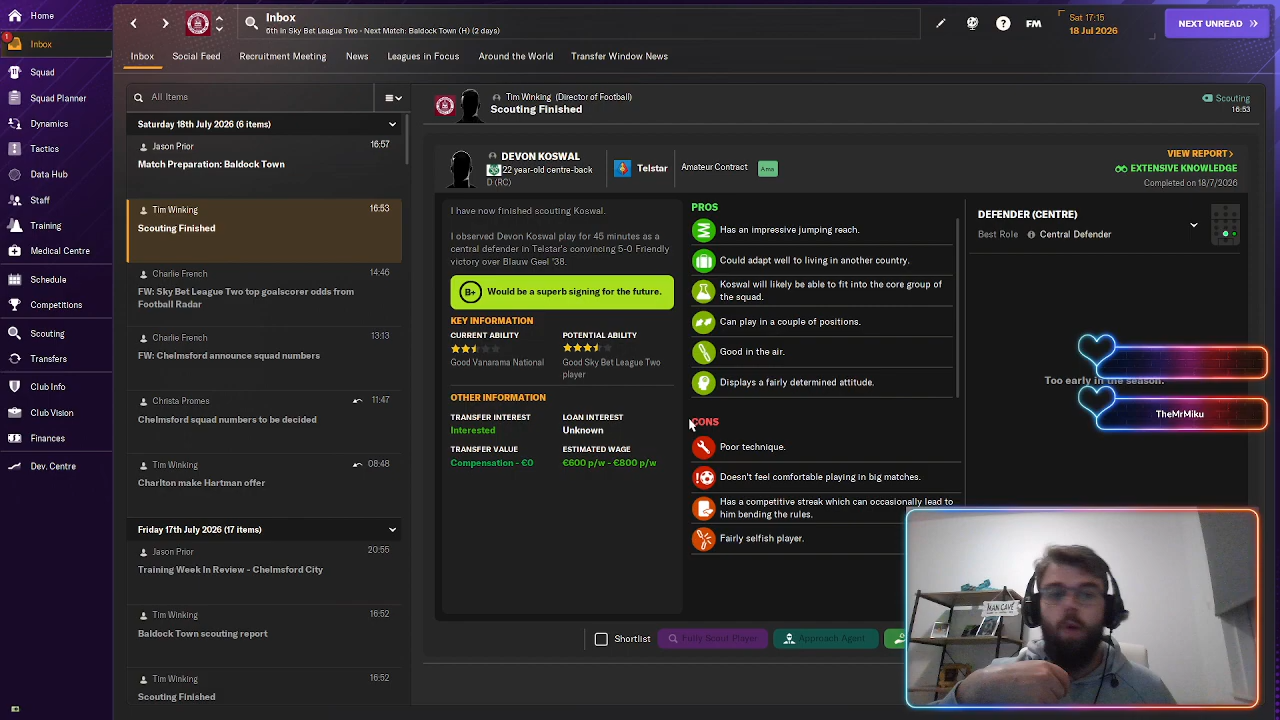 Home
1
Inbox
Squad
Squad Planner
Dynamics
Tactics
Data Hub
Staff
Training
Medical Centre
Schedule
Competitions
Scouting
Transfers
Club Info
Club Vision
Finances
Dev. Centre
Inbox
6th in Sky Bet League Two - Next Match: Baldock Town (H) (2 days)
FM
Sat 17:15
18 Jul 2026
NEXT UNREAD
Inbox
Social Feed
Recruitment Meeting
News
Leagues in Focus
Around the World
Transfer Window News
All Items
Saturday 18th July 2026 (6 items)
Jason Prior 16:57
Match Preparation: Baldock Town
Tim Winking 16:53
Scouting Finished
Charlie French 14:46
FW: Sky Bet League Two top goalscorer odds from
Football Radar
Charlie French 13:13
FW: Chelmsford announce squad numbers
Christa Promes 11:47
Chelmsford squad numbers to be decided
Tim Winking 08:48
Charlton make Hartman offer
Friday 17th July 2026 (17 items)
Jason Prior 20:55
Training Week In Review - Chelmsford City
Tim Winking 16:52
Baldock Town scouting report
Tim Winking 16:52
Scouting Finished
Tim Winking (Director of Football)
Scouting Finished
Scouting
16:53
DEVON KOSWAL
22 year-old centre-back
D (RC)
Telstar
Amateur Contract
Ama
VIEW REPORT >
EXTENSIVE KNOWLEDGE
Completed on 18/7/2026
I have now finished scouting Koswal.
I observed Devon Koswal play for 45 minutes as a
central defender in Telstar's convincing 5-0 Friendly
victory over Blauw Geel '38.
B+ Would be a superb signing for the future.
KEY INFORMATION
CURRENT ABILITY
Good Vanarama National
POTENTIAL ABILITY
Good Sky Bet League Two
player
OTHER INFORMATION
TRANSFER INTEREST
Interested
LOAN INTEREST
Unknown
TRANSFER VALUE
Compensation - €0
ESTIMATED WAGE
€600 p/w - €800 p/w
PROS
Has an impressive jumping reach.
Could adapt well to living in another country.
Koswal will likely be able to fit into the core group of
the squad.
Can play in a couple of positions.
Good in the air.
Displays a fairly determined attitude.
CONS
Poor technique.
Doesn't feel comfortable playing in big matches.
Has a competitive streak which can occasionally lead to
him bending the rules.
Fairly selfish player.
DEFENDER (CENTRE)
Best Role Central Defender
Too early in the season.
TheMrMiku
Shortlist
Fully Scout Player
Approach Agent
MAN CAVE